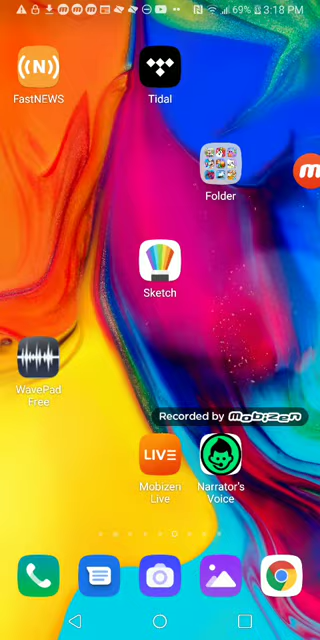 69% 3:18 PM
(N)
FastNEWS
Tidal
Folder
Sketch
WavePad
Free
Recorded by mobizen
LIVE
Mobizen
Live
Narrator's
Voice